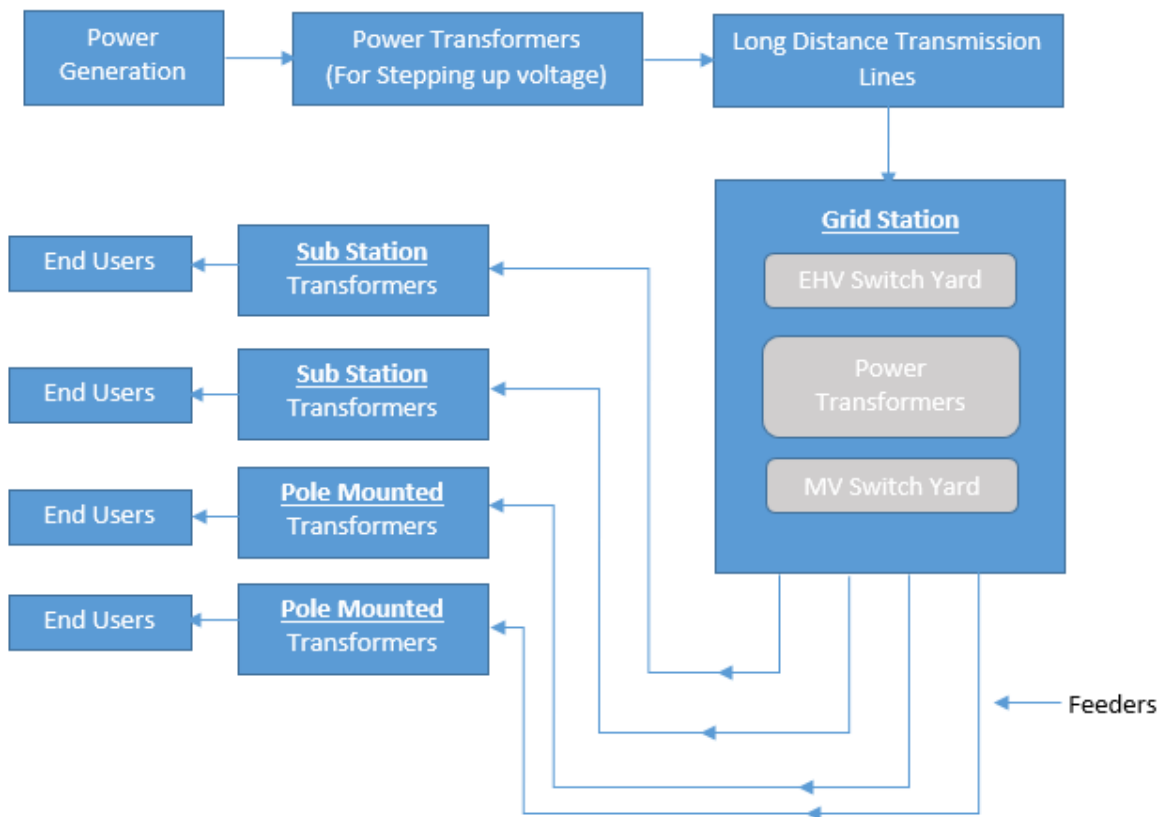 Power
Generation
Power Transformers
(For Stepping up voltage)
Long Distance Transmission
Lines
Grid Station
EHV Switch Yard
Power
Transformers
MV Switch Yard
End Users
Sub Station
Transformers
End Users
Sub Station
Transformers
End Users
Pole Mounted
Transformers
End Users
Pole Mounted
Transformers
Feeders